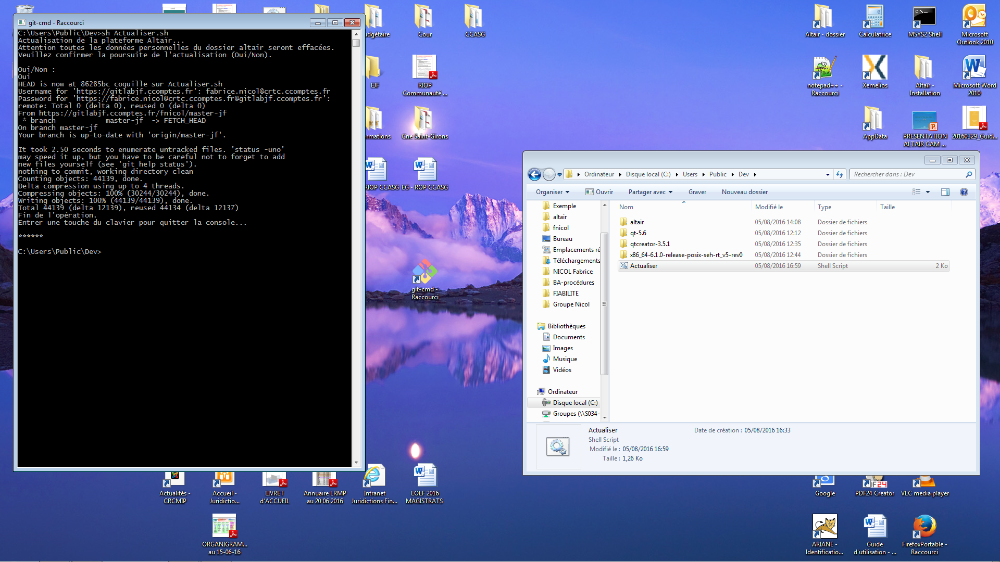 git-cmd - Raccourci
C:\Users\Public\Dev>sh Actualiser.sh
Actualisation de la plateforme Altaïr...
Attention toutes les données personnelles du dossier altair seront effacées.
Veuillez confirmer la poursuite de l'actualisation (Oui/Non).
Oui/Non :
Oui
HEAD is now at 86285bc coquille sur Actualiser.sh
Username for 'https://gitlabjf.ccomptes.fr': fabrice.nicol@crtc.ccomptes.fr
Password for 'https://fabrice.nicol@crtc.ccomptes.fr@gitlabjf.ccomptes.fr':
remote: Total 0 (delta 0), reused 0 (delta 0)
From https://gitlabjf.ccomptes.fr/fnicol/master-jf
* branch master-jf -> FETCH_HEAD
On branch master-jf
Your branch is up-to-date with 'origin/master-jf'.
It took 2.50 seconds to enumerate untracked files. 'status -uno'
may speed it up, but you have to be careful not to forget to add
new files yourself (see 'git help status').
nothing to commit, working directory clean
Counting objects: 44139, done.
Delta compression using up to 4 threads.
Compressing objects: 100% (30244/30244), done.
Writing objects: 100% (44139/44139), done.
Total 44139 (delta 12139), reused 44134 (delta 12137)
Fin de l'opération.
Entrer une touche du clavier pour quitter la console...
******
C:\Users\Public\Dev>
udgétaire
Cour
CCASG
EJF
RIOP
Communauté ...
rmations
Cne Saint-Girons
RIOP CCASG
EG - ROP CCASG
git-cmd -
Raccourci
Altair - dossier
Calculatrice
MSYS2 Shell
Microsoft
Outlook 2010
notepad++ -
Raccourci
Xemelios
Altaïr -
Installation
Microsoft Word
2010
AppData
PRESENTATION
ALTAIR CAM ...
20160329_Guid...
Ordinateur
Disque local (C:)
Users
Public
Dev
Rechercher dans : Dev
Organiser
Ouvrir
Partager avec
Graver
Nouveau dossier
Exemple
altair
fnicol
Bureau
Emplacements ré
Téléchargements
NICOL Fabrice
BA-procédures
FIABILITE
Groupe Nicol
Bibliothèques
Documents
Images
Musique
Vidéos
Ordinateur
Disque local (C:)
Groupes (\\S034-
Nom Modifié le Type Taille
altair 05/08/2016 14:08 Dossier de fichiers
qt-5.6 05/08/2016 12:12 Dossier de fichiers
qtcreator-3.5.1 05/08/2016 12:35 Dossier de fichiers
x86_64-6.1.0-release-posix-seh-rt_v5-rev0 05/08/2016 12:44 Dossier de fichiers
Actualiser 05/08/2016 16:59 Shell Script 2 Ko
Actualiser Date de création : 05/08/2016 16:33
Shell Script
Modifié le : 05/08/2016 16:59
Taille : 1,26 Ko
Actualités -
CRCMIP
Accueil -
Juridictio...
LIVRET
d'ACCUEIL
Annuaire LRMP
au 20 06 2016
Intranet
Juridictions Fin...
LOLF 2016
MAGISTRATS
Google
PDF24 Creator
VLC media player
ORGANIGRAM...
au 15-06-16
ARIANE -
Identificatio...
Guide
d'utilisation - ...
FirefoxPortable -
Raccourci